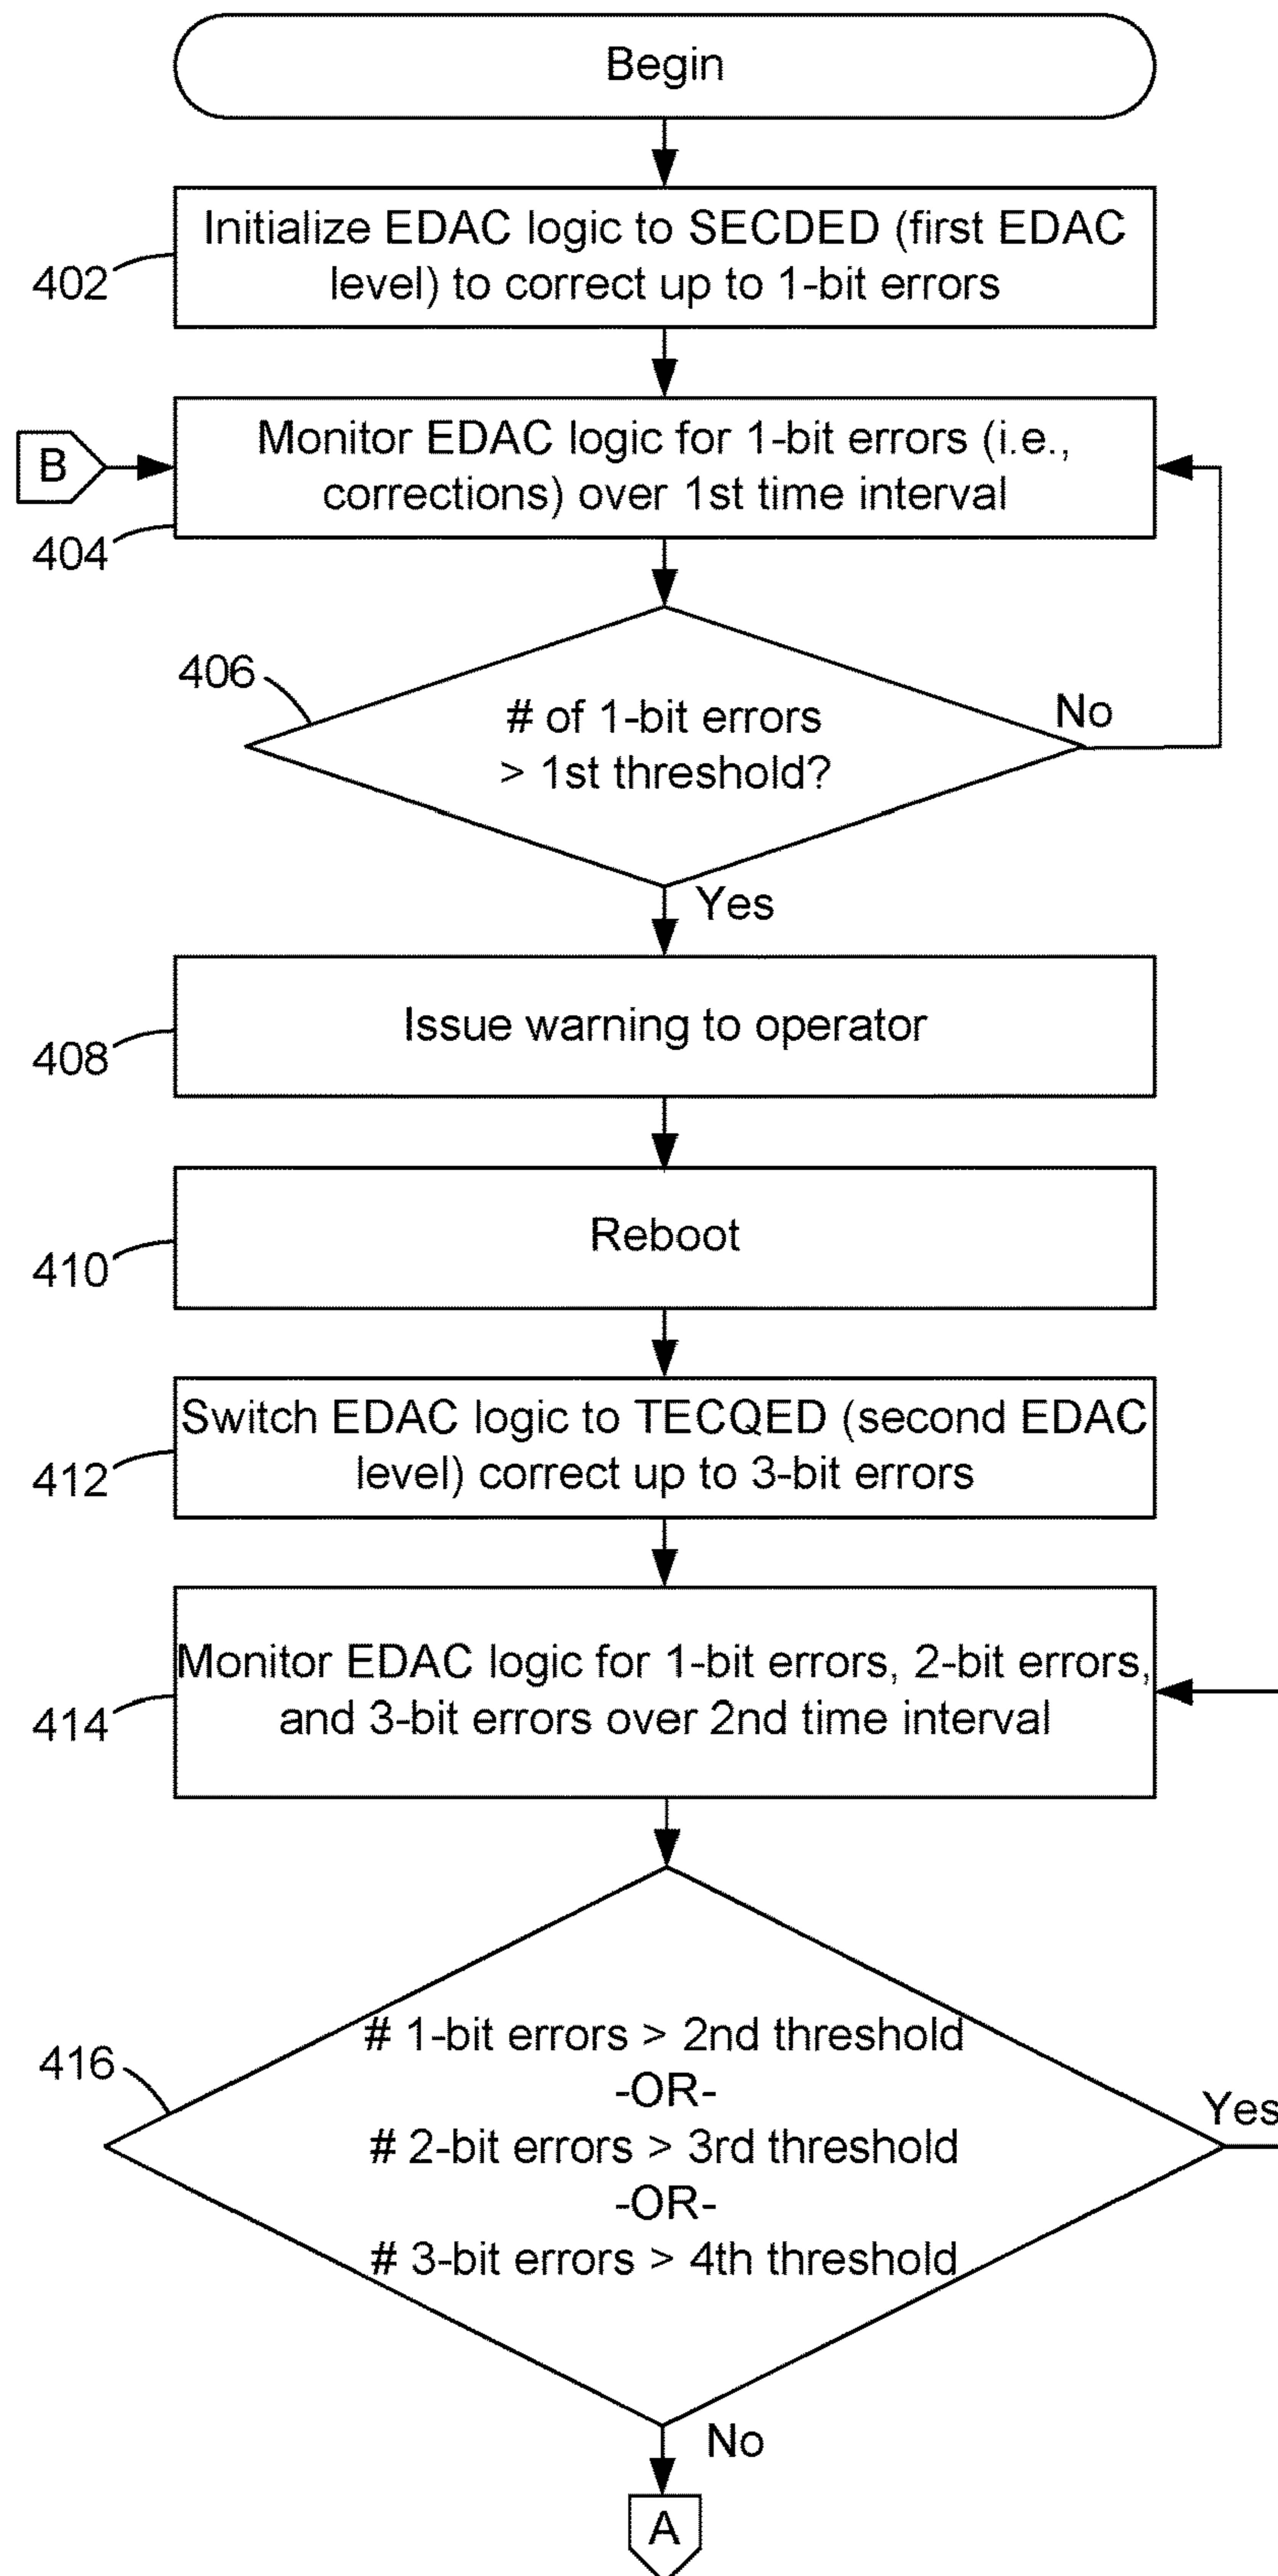 Begin
Initialize EDAC logic to SECDED (first EDAC
level) to correct up to 1-bit errors
402
Monitor EDAC logic for 1-bit errors (i.e.,
corrections) over 1st time interval
B
404
406
# of 1-bit errors
> 1st threshold?
No
Yes
Issue warning to operator
408
Reboot
410
Switch EDAC logic to TECQED (second EDAC
level) correct up to 3-bit errors
412
Monitor EDAC logic for 1-bit errors, 2-bit errors,
and 3-bit errors over 2nd time interval
414
416
# 1-bit errors > 2nd threshold
-OR-
# 2-bit errors > 3rd threshold
-OR-
# 3-bit errors > 4th threshold
Yes
No
A